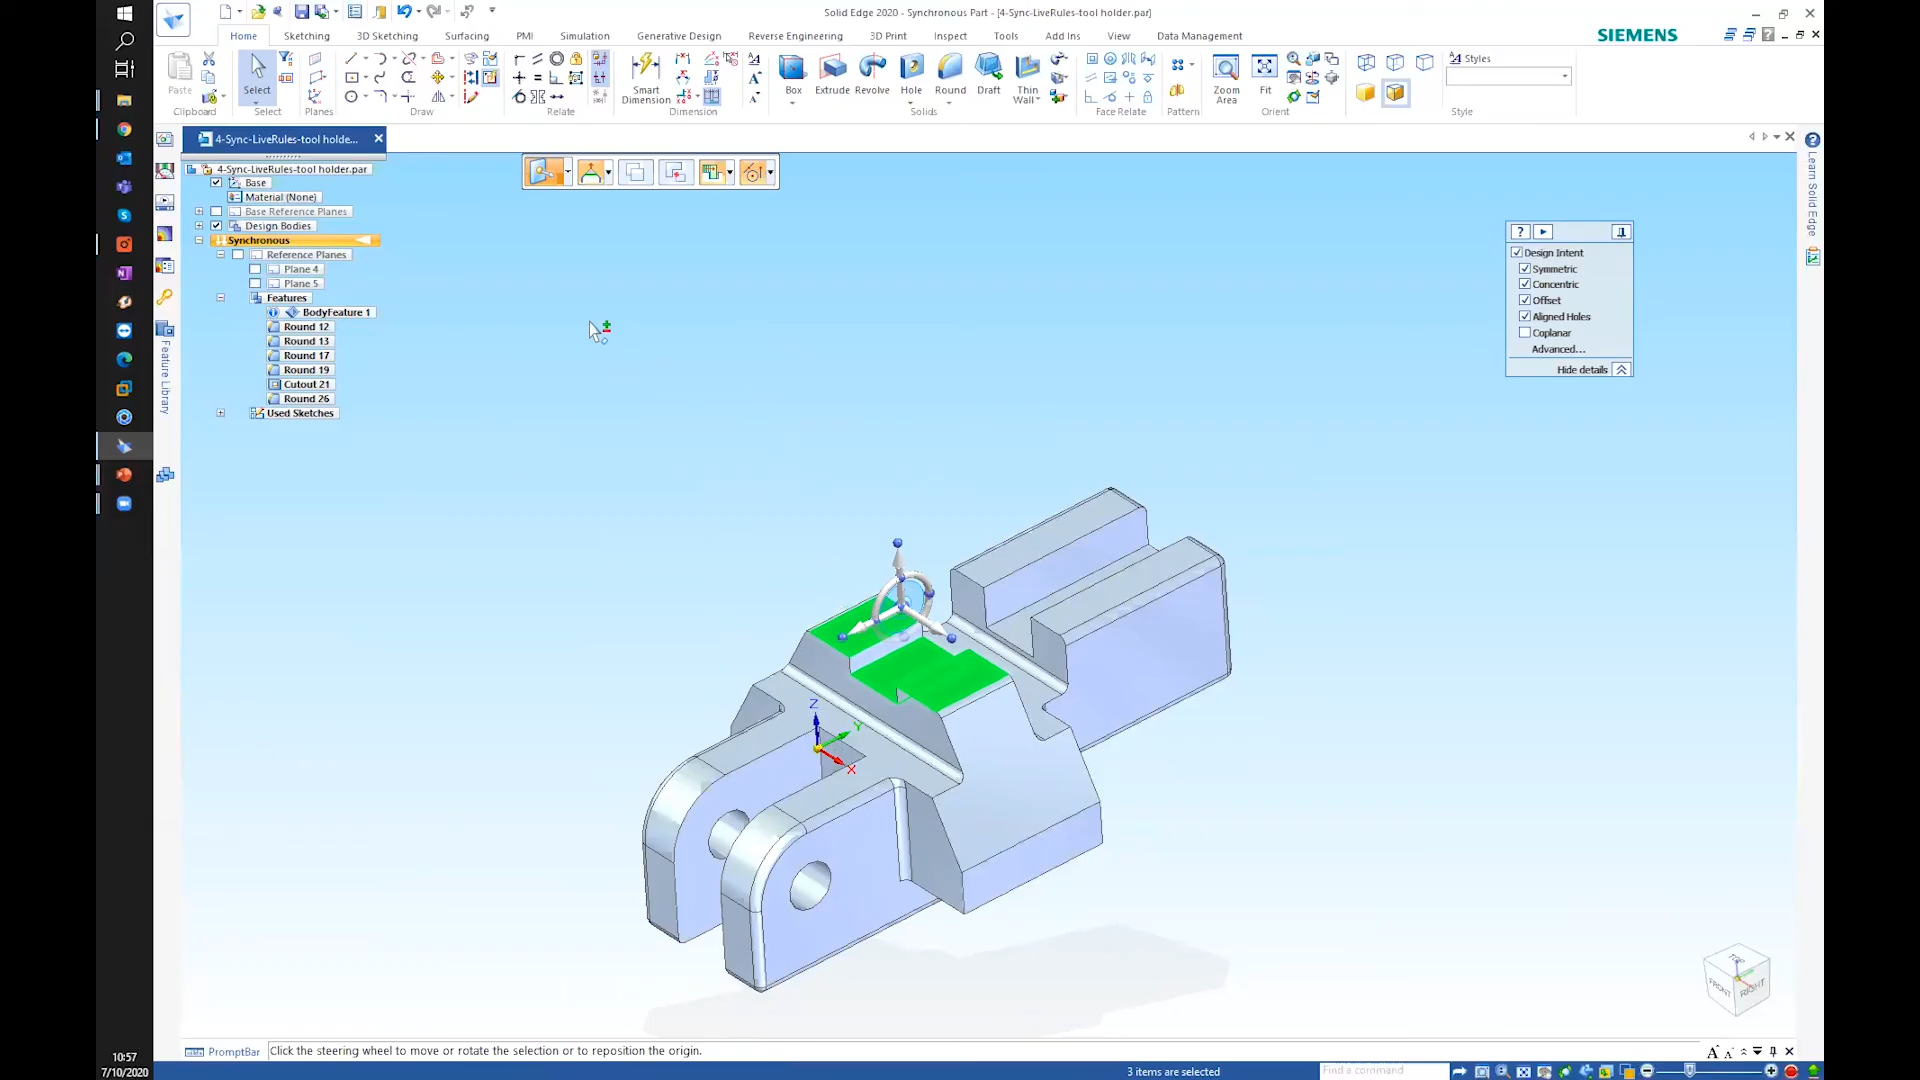 Solid Edge 2020 - Synchronous Part - [4-Sync-LiveRules-tool holder.par]
Home Sketching 3D Sketching Surfacing PMI Simulation Generative Design Reverse Engineering 3D Print Inspect Tools Add Ins View Data Management
SIEMENS
Paste
Clipboard
Select
Select
Planes
Draw
Relate
Smart Dimension
Dimension
Box Extrude Revolve Hole Round Draft Thin Wall
Solids
Face Relate
Pattern
Zoom Area
Fit
Orient
Styles
Style
4-Sync-LiveRules-tool holde...
4-Sync-LiveRules-tool holder.par
Base
Material (None)
Base Reference Planes
Design Bodies
Synchronous
Reference Planes
Plane 4
Plane 5
Features
BodyFeature 1
Round 12
Round 13
Round 17
Round 19
Cutout 21
Round 26
Used Sketches
Feature Library
Learn Solid Edge
Design Intent
Symmetric
Concentric
Offset
Aligned Holes
Coplanar
Advanced...
Hide details
Z
Y
X
TOP
FRONT
RIGHT
PromptBar
Click the steering wheel to move or rotate the selection or to reposition the origin.
3 items are selected
Find a command
10:57
7/10/2020